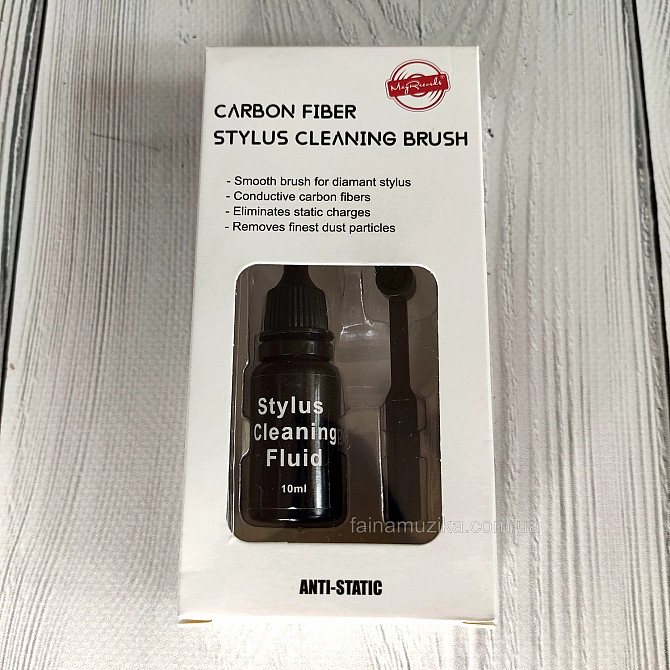 MagRecords
CARBON FIBER
STYLUS CLEANING BRUSH
- Smooth brush for diamant stylus
- Conductive carbon fibers
- Eliminates static charges
- Removes finest dust particles
Stylus
Cleaning
Fluid
10ml
fainamuzika.com.ua
ANTI-STATIC